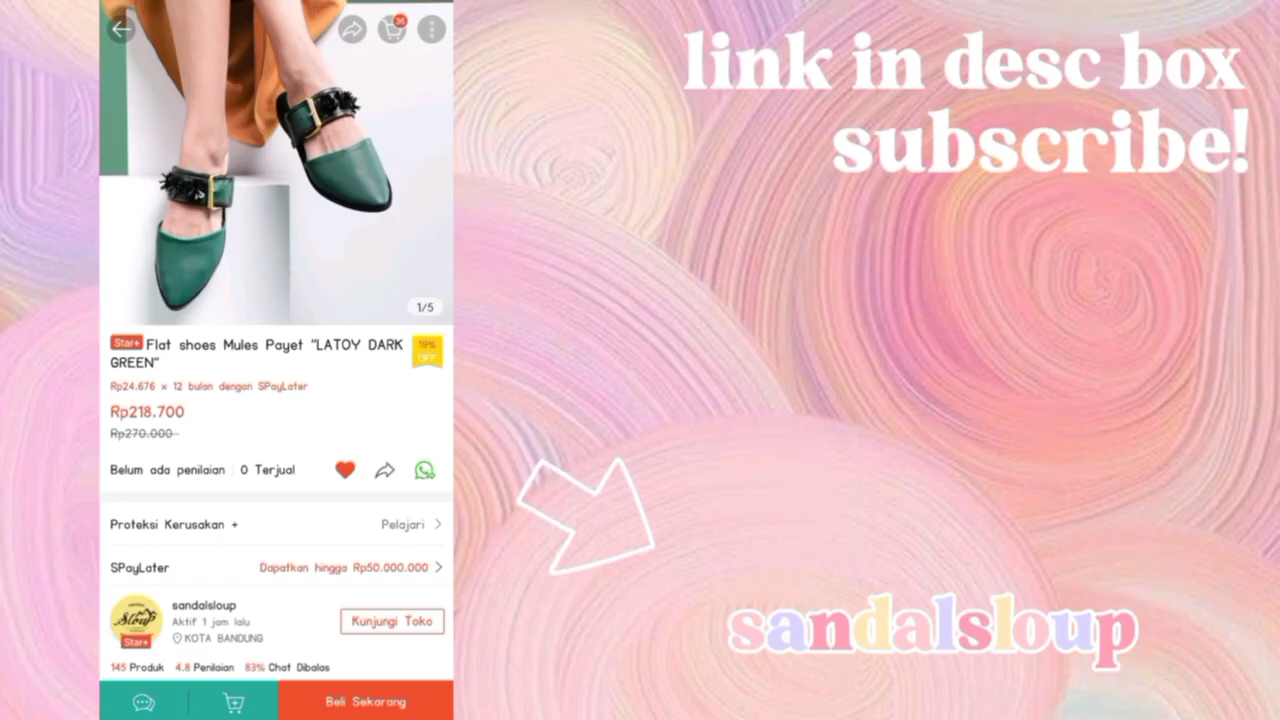 link in desc box
subscribe!
36
1/5
Star+ Flat shoes Mules Payet "LATOY DARK
GREEN"
19%
OFF
Rp24.676 x 12 bulan dengan SPayLater
Rp218.700
Rp270.000
Belum ada penilaian
0 Terjual
Proteksi Kerusakan +
Pelajari
SPayLater
Dapatkan hingga Rp50.000.000
Sloup
Star+
sandalsloup
Aktif 1 jam lalu
KOTA BANDUNG
Kunjungi Toko
145 Produk
4.8 Penilaian
83% Chat Dibalas
Beli Sekarang
sandalsloup